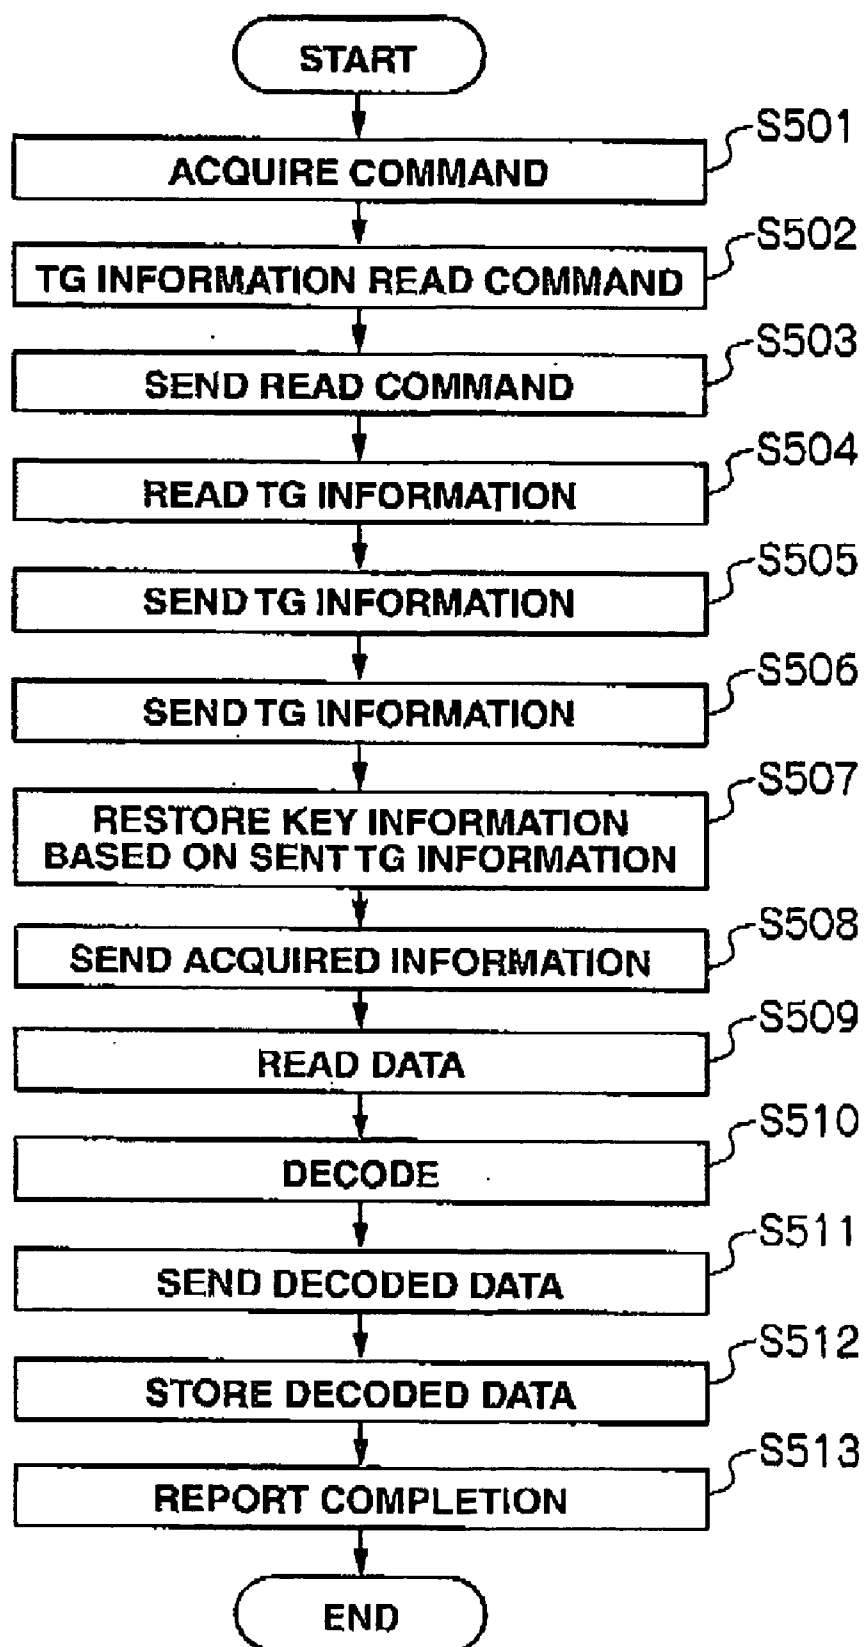 START
S501
ACQUIRE COMMAND
S502
TG INFORMATION READ COMMAND
S503
SEND READ COMMAND
S504
READ TG INFORMATION
S505
SEND TG INFORMATION
S506
SEND TG INFORMATION
S507
RESTORE KEY INFORMATION
BASED ON SENT TG INFORMATION
S508
SEND ACQUIRED INFORMATION
S509
READ DATA
S510
DECODE
S511
SEND DECODED DATA
S512
STORE DECODED DATA
S513
REPORT COMPLETION
END